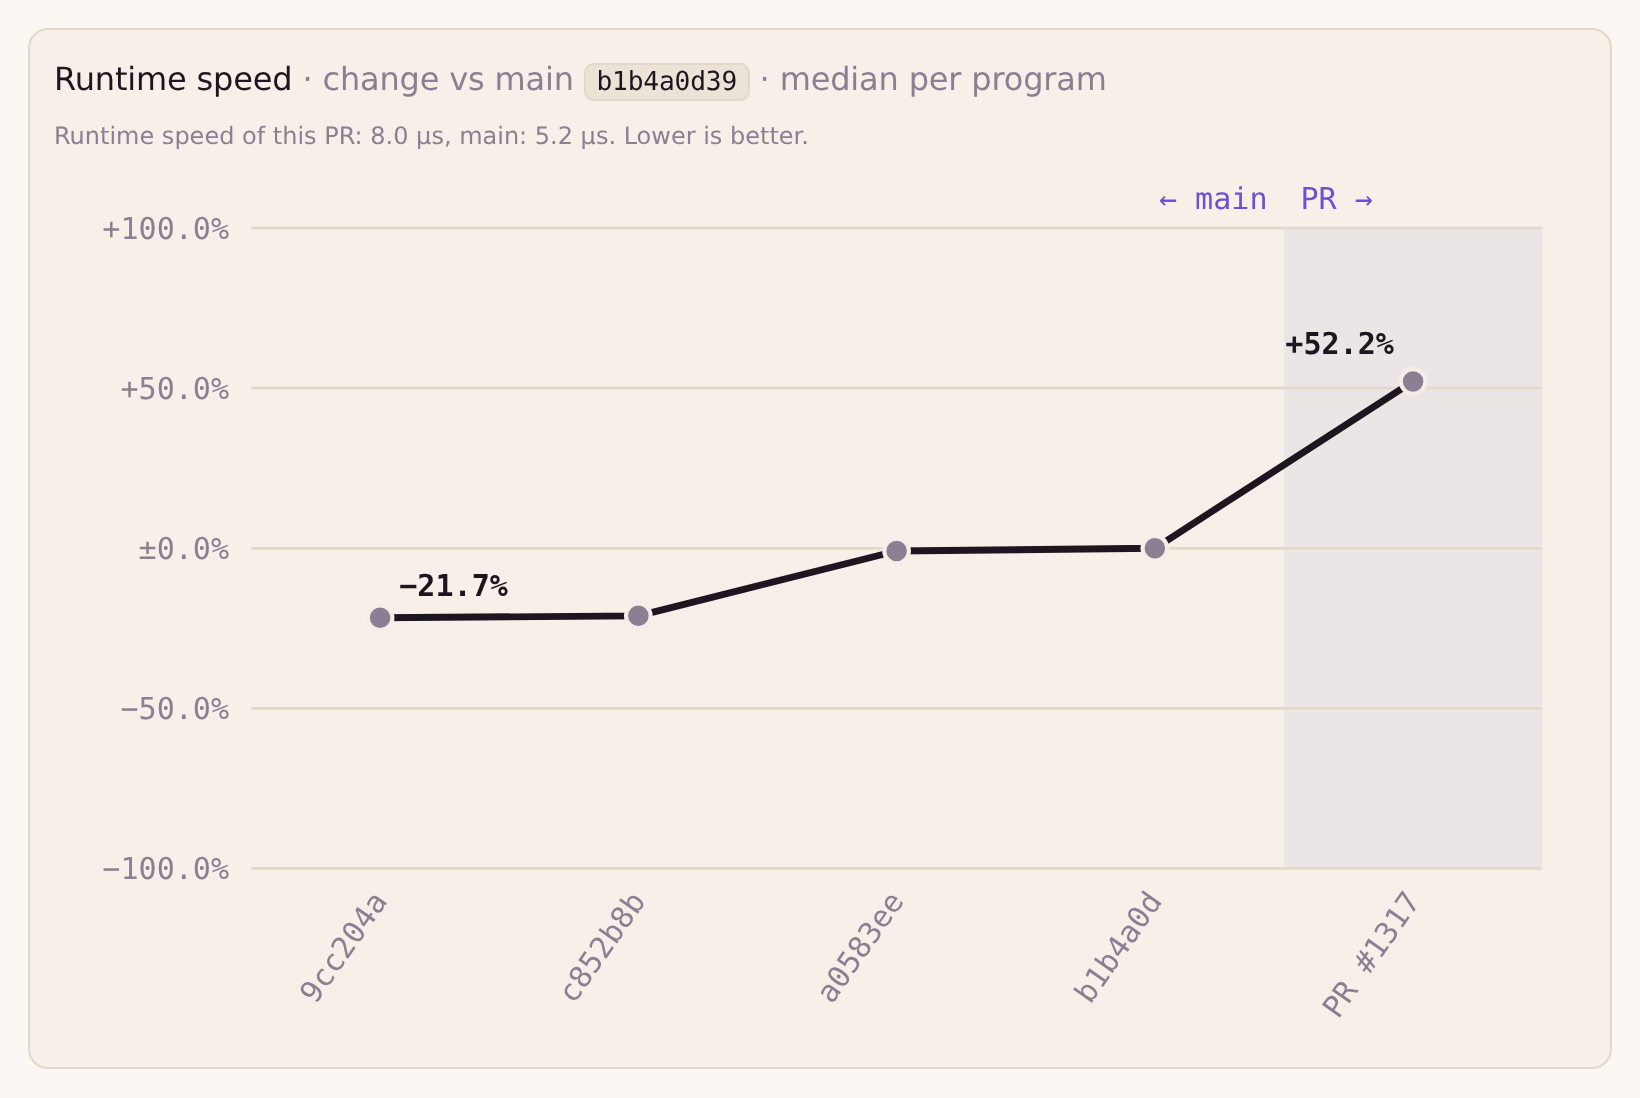 Runtime speed · change vs main b1b4a0d39 · median per program
Runtime speed of this PR: 8.0 µs, main: 5.2 µs. Lower is better.
← main PR →
+100.0%
+52.2%
+50.0%
±0.0%
−21.7%
−50.0%
−100.0%
9cc204a
c852b8b
a0583ee
b1b4a0d
PR #1317